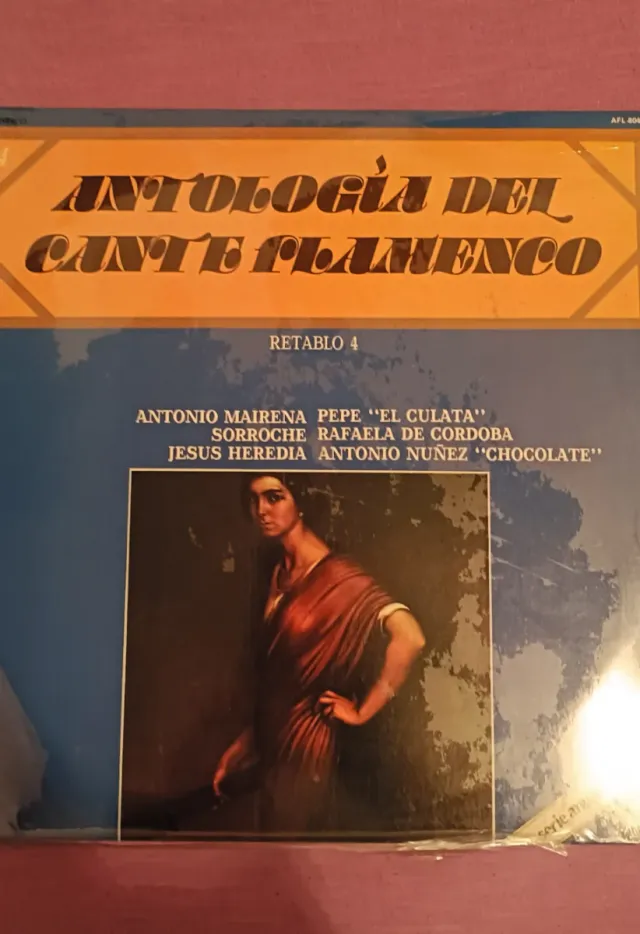 ANTOLOGÍA DEL
CANTE FLAMENCO
RETABLO 4
ANTONIO MAIRENA PEPE "EL CULATA"
SORROCHE RAFAELA DE CORDOBA
JESUS HEREDIA ANTONIO NUÑEZ "CHOCOLATE"
serie